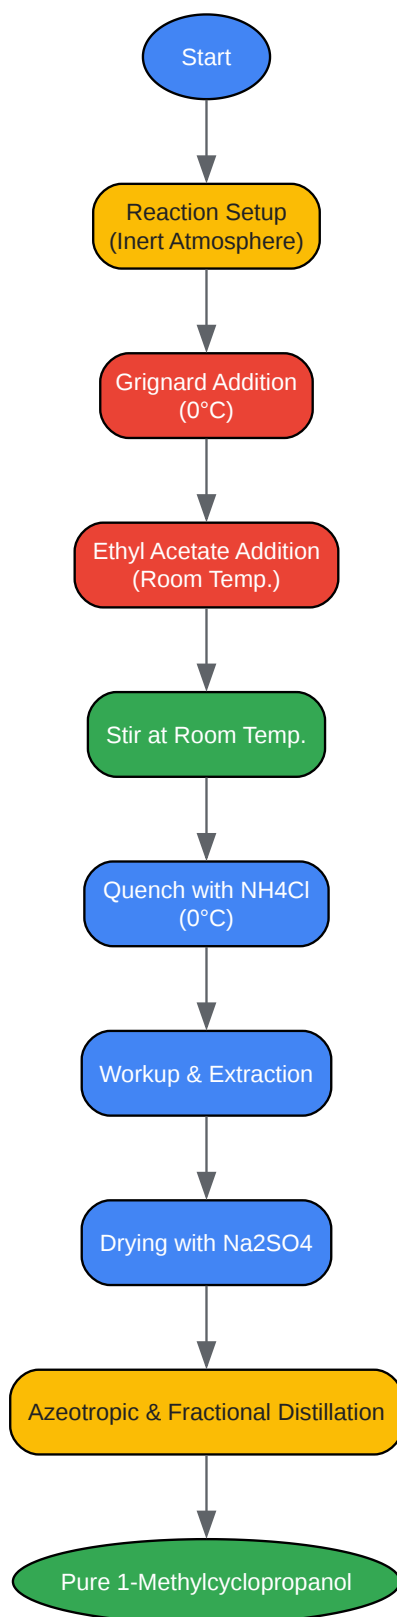 Start
Reaction Setup
(Inert Atmosphere)
Grignard Addition
(0°C)
Ethyl Acetate Addition
(Room Temp.)
Stir at Room Temp.
Quench with NH4Cl
(0°C)
Workup & Extraction
Drying with Na2SO4
Azeotropic & Fractional Distillation
Pure 1-Methylcyclopropanol